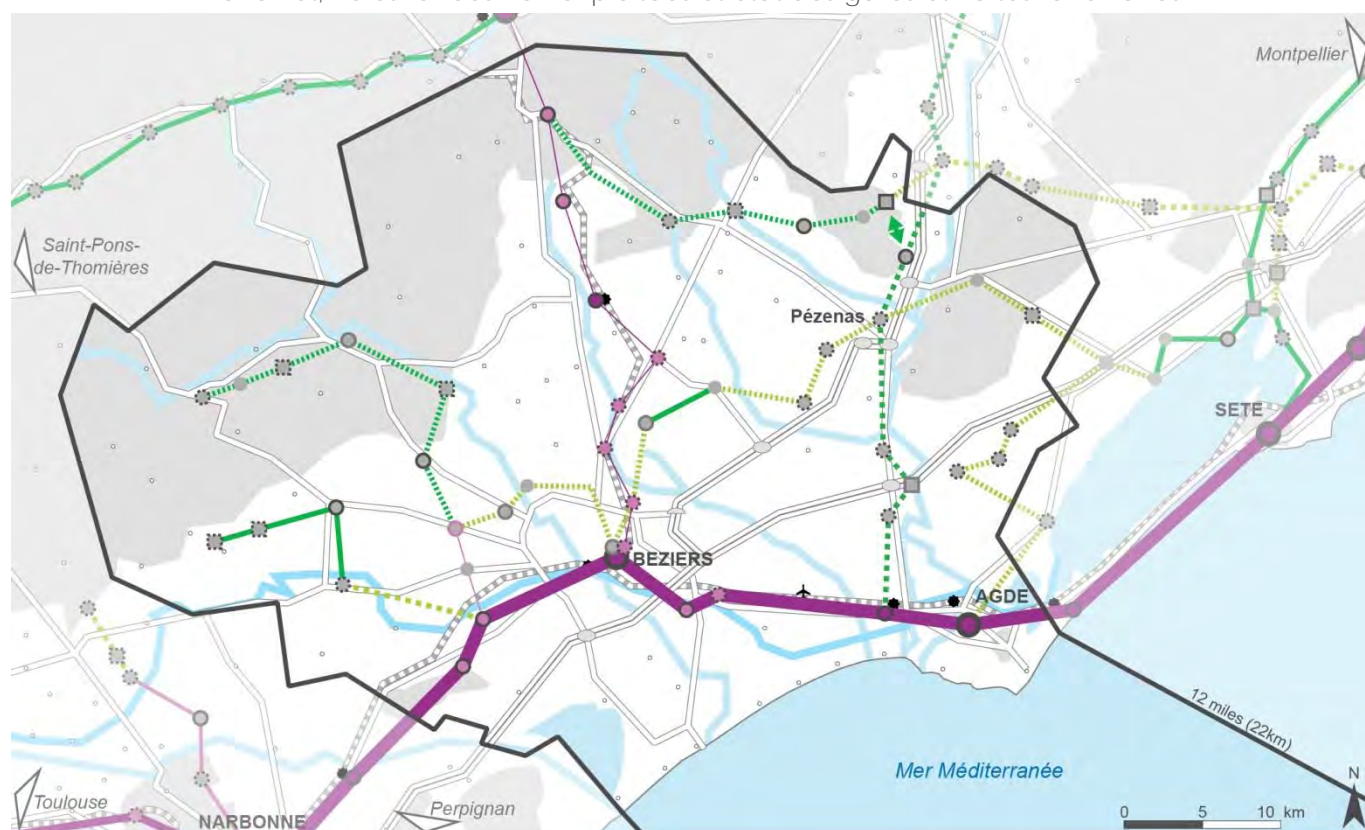 Montpellier
Saint-Pons-
de-Thomières
Pézenas
SETE
BEZIERS
AGDE
12 miles (22km)
Mer Méditerranée
Toulouse
NARBONNE
Perpignan
N
0 5 10 km